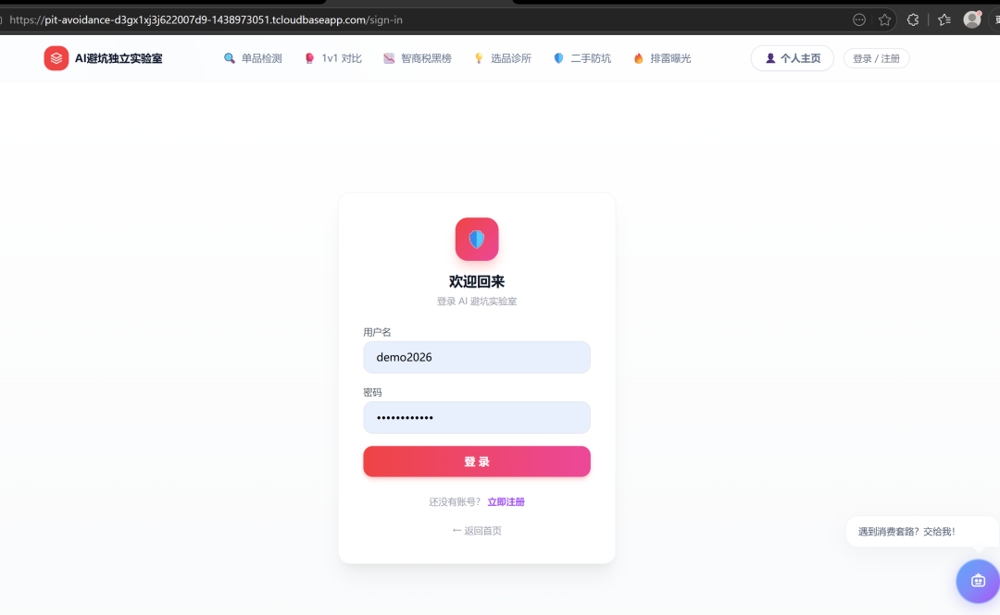 https://pit-avoidance-d3gx1xj3j622007d9-1438973051.tcloudbaseapp.com/sign-in
AI避坑独立实验室
单品检测
1v1 对比
智商税黑榜
选品诊所
二手防坑
排雷曝光
个人主页
登录 / 注册
欢迎回来
登录 AI 避坑实验室
用户名
demo2026
密码
••••••••••••
登 录
还没有账号? 立即注册
← 返回首页
遇到消费套路? 交给我!